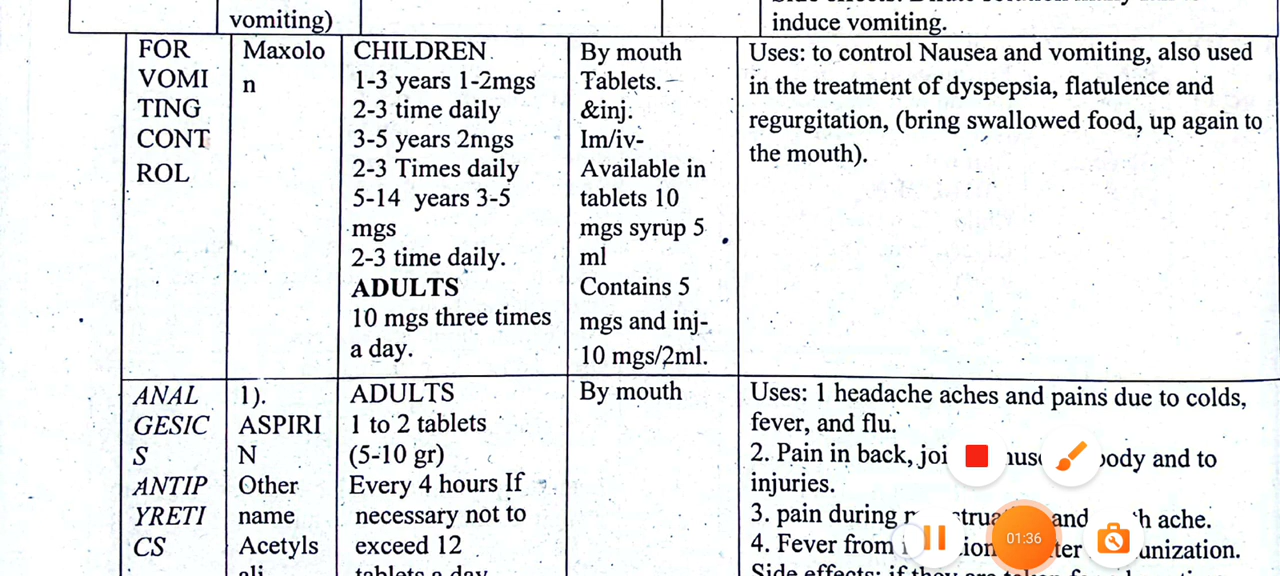 vomiting)
induce vomiting.
FOR
VOMI
TING
CONT
ROL
Maxolo
n
CHILDREN
1-3 years 1-2mgs
2-3 time daily
3-5 years 2mgs
2-3 Times daily
5-14 years 3-5
mgs
2-3 time daily.
ADULTS
10 mgs three times
a day.
By mouth
Tablets.
&inj.
Im/iv-
Available in
tablets 10
mgs syrup 5
ml
Contains 5
mgs and inj-
10 mgs/2ml.
Uses: to control Nausea and vomiting, also used
in the treatment of dyspepsia, flatulence and
regurgitation, (bring swallowed food, up again to
the mouth).
ANAL
GESIC
S
ANTIP
YRETI
CS
1).
ASPIRI
N
Other
name
Acetyls
ADULTS
1 to 2 tablets
(5-10 gr)
Every 4 hours If
necessary not to
exceed 12
tablets a day
By mouth
Uses: 1 headache aches and pains due to colds,
fever, and flu.
2. Pain in back, body and to
injuries.
3. pain during and ache.
4. Fever from
01:36